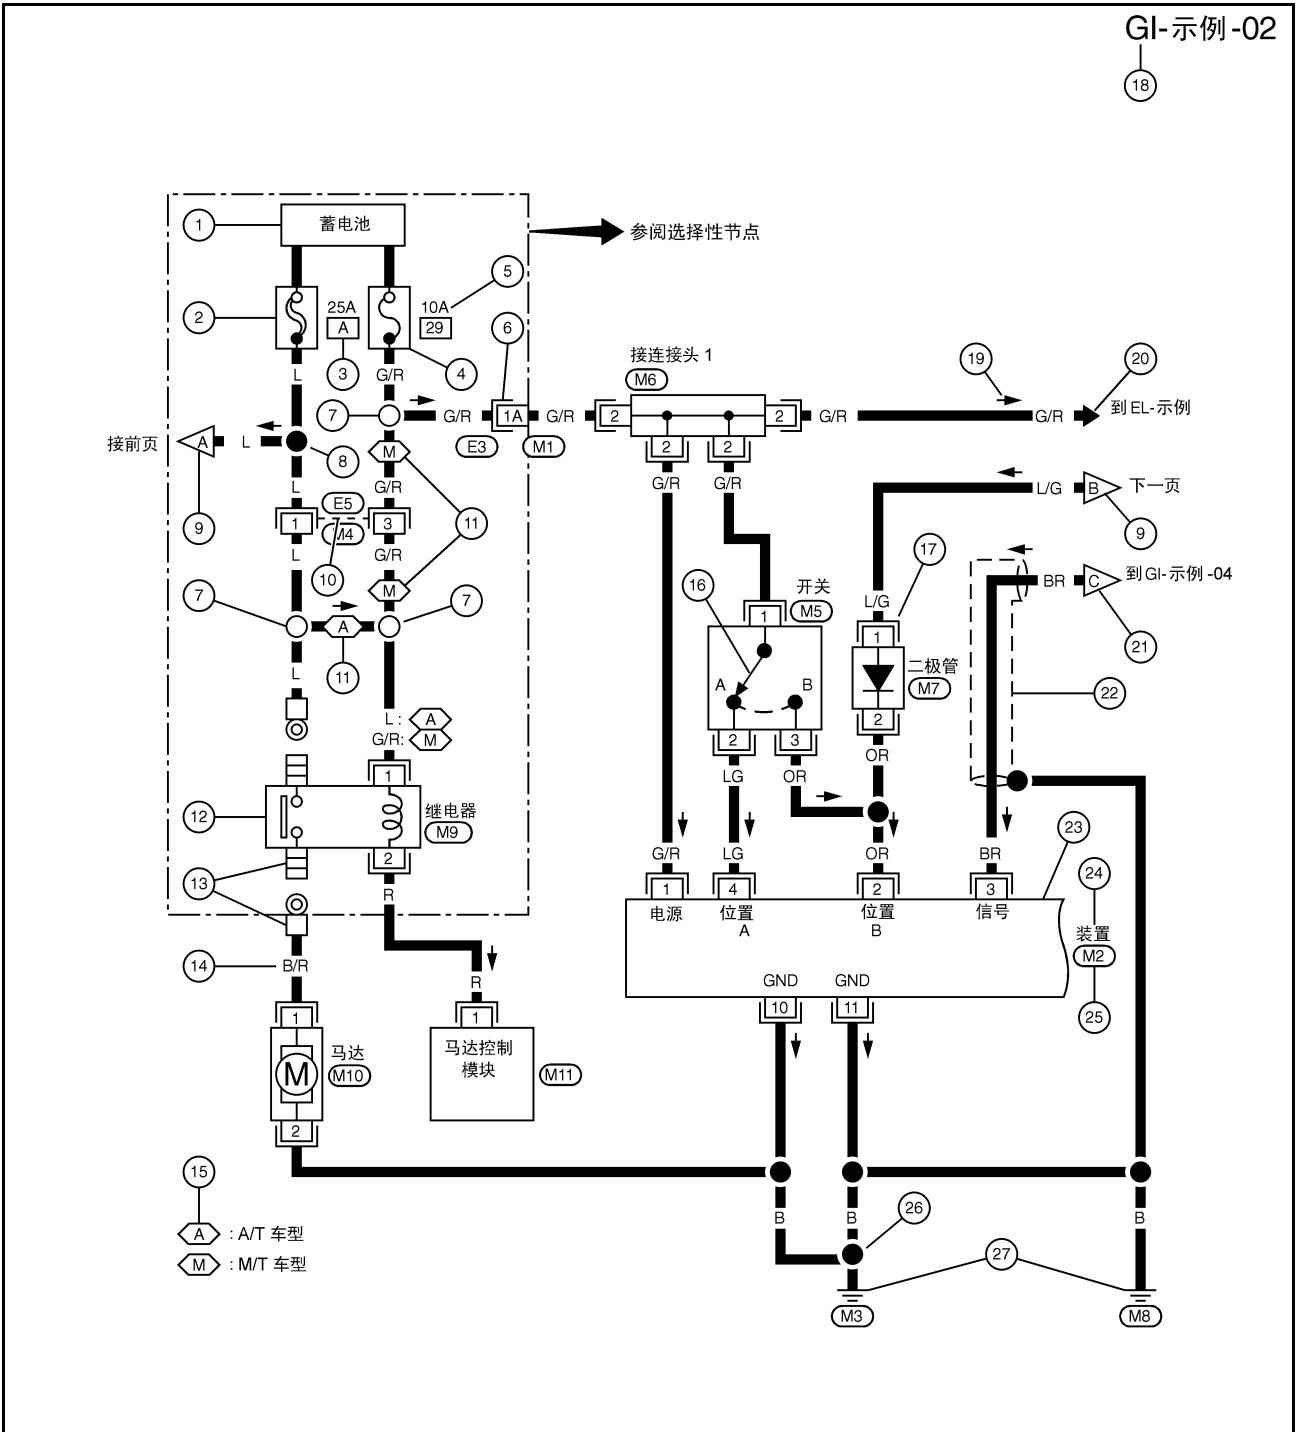 GI-示例-02
18
1
蓄电池
参阅选择性节点
5
2
25A
10A
A
29
6
3
4
接连接头 1
19
20
L
G/R
M6
7
G/R
1A
G/R
2
2
G/R
G/R
到 EL-示例
接前页
A
L
8
M
E3
M1
2
2
L
G/R
G/R
G/R
L/G
B
下一页
E5
9
1
3
11
9
M4
L
G/R
17
10
16
开关
BR
C
到GI-示例-04
7
M
7
L/G
M5
1
A
1
21
11
二极管
L
A
B
M7
22
L :
A
2
2
3
G/R:
M
OR
1
LG
OR
12
继电器
M9
23
2
G/R
LG
OR
BR
13
24
R
1
4
2
3
电源
位置
A
位置
B
信号
装置
M2
14
B/R
R
GND
GND
1
1
10
11
25
马达
M10
M
马达控制
模块
M11
2
15
A
: A/T 车型
B
B
26
B
M
: M/T 车型
27
M3
M8